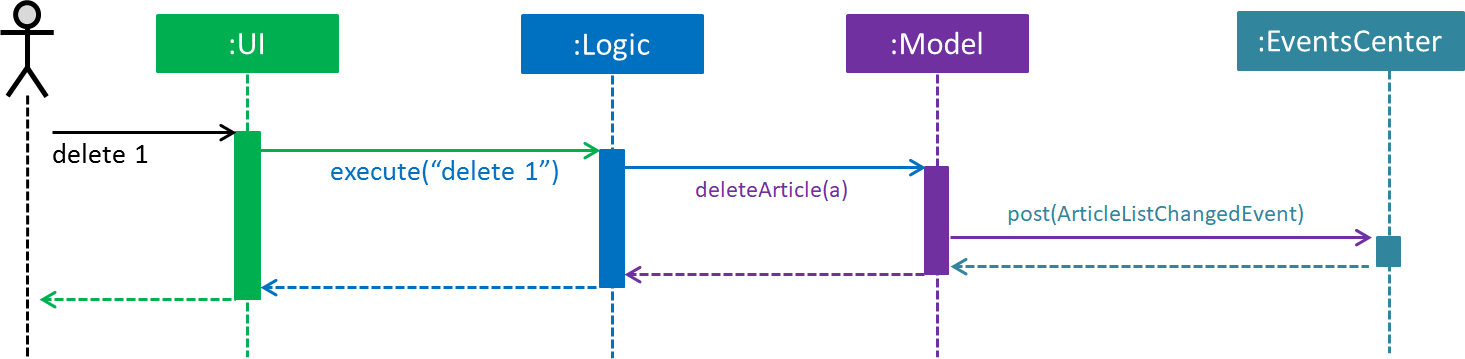 :UI
:Logic
:Model
:EventsCenter
delete 1
execute(“delete 1”)
deleteArticle(a)
post(ArticleListChangedEvent)